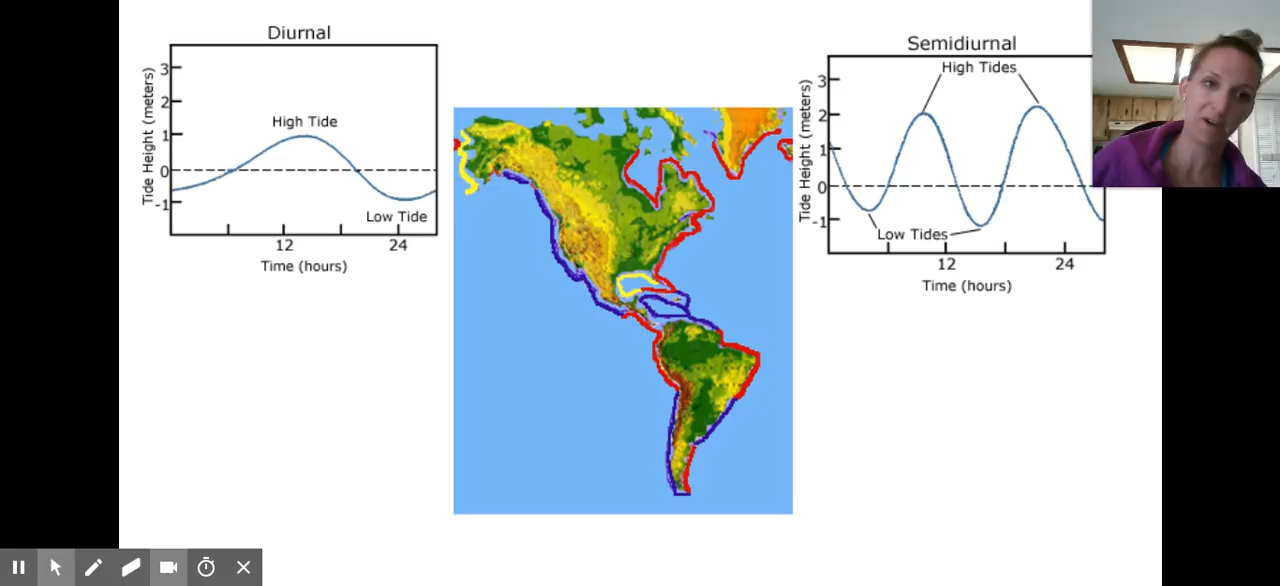 Diurnal
3
2
1
0
-1
Tide Height (meters)
High Tide
Low Tide
12
24
Time (hours)
Semidiurnal
High Tides
3
2
1
0
-1
Tide Height (meters)
Low Tides
12
24
Time (hours)